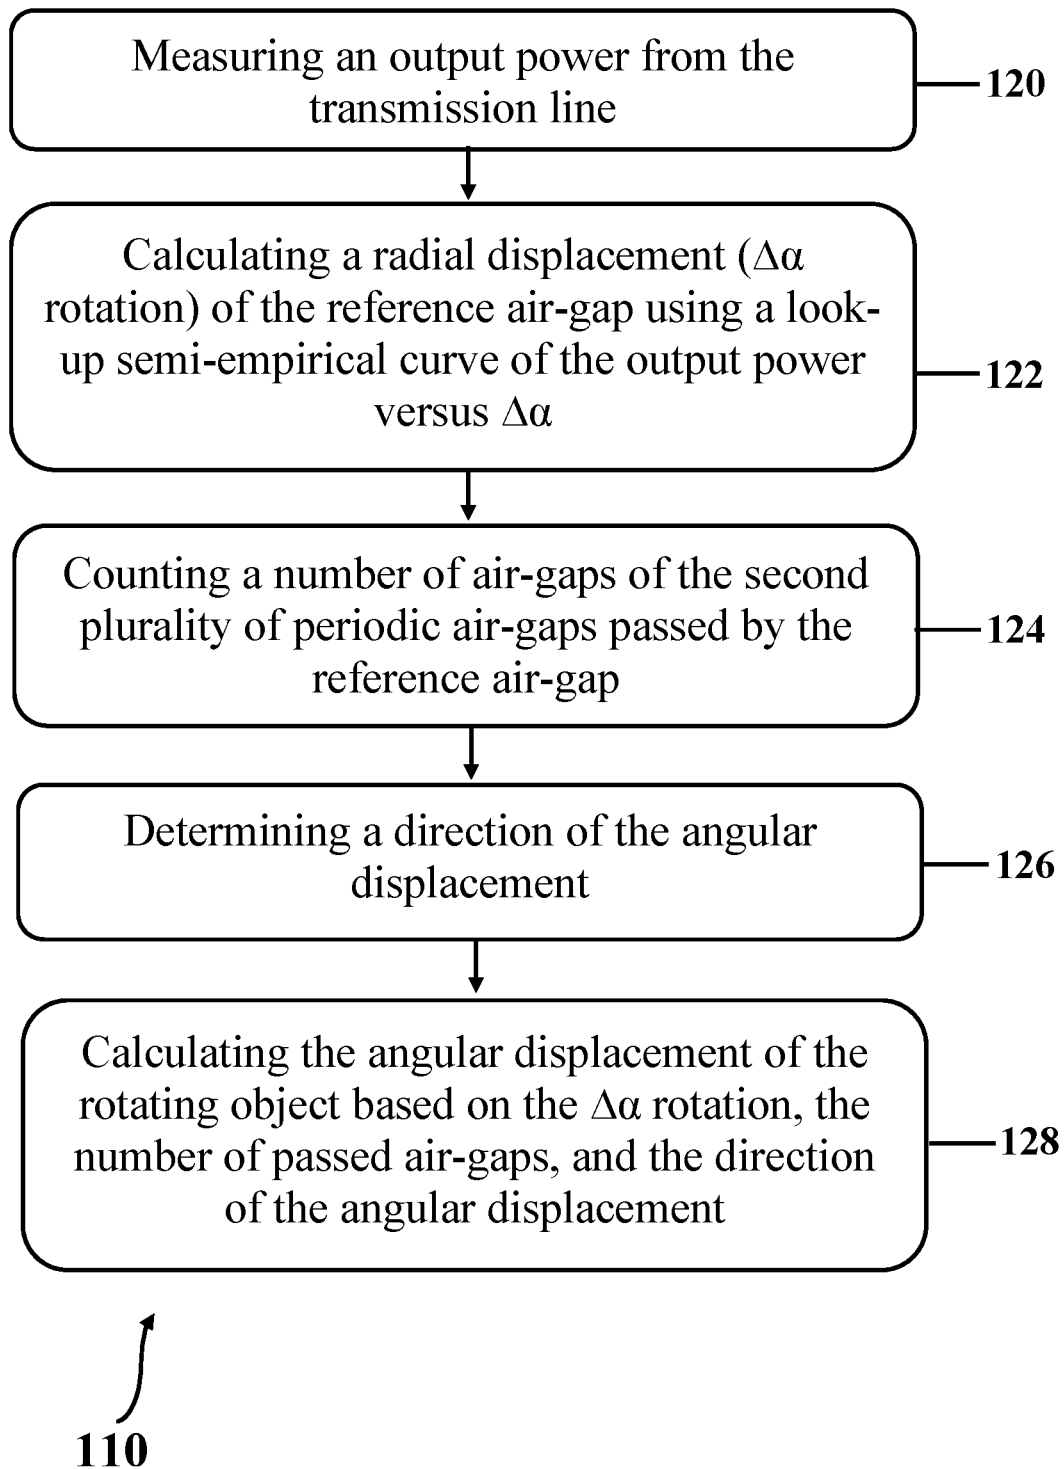 Measuring an output power from the
transmission line
120
Calculating a radial displacement (Δα
rotation) of the reference air-gap using a look-
up semi-empirical curve of the output power
versus Δα
122
Counting a number of air-gaps of the second
plurality of periodic air-gaps passed by the
reference air-gap
124
Determining a direction of the angular
displacement
126
Calculating the angular displacement of the
rotating object based on the Δα rotation, the
number of passed air-gaps, and the direction
of the angular displacement
128
110